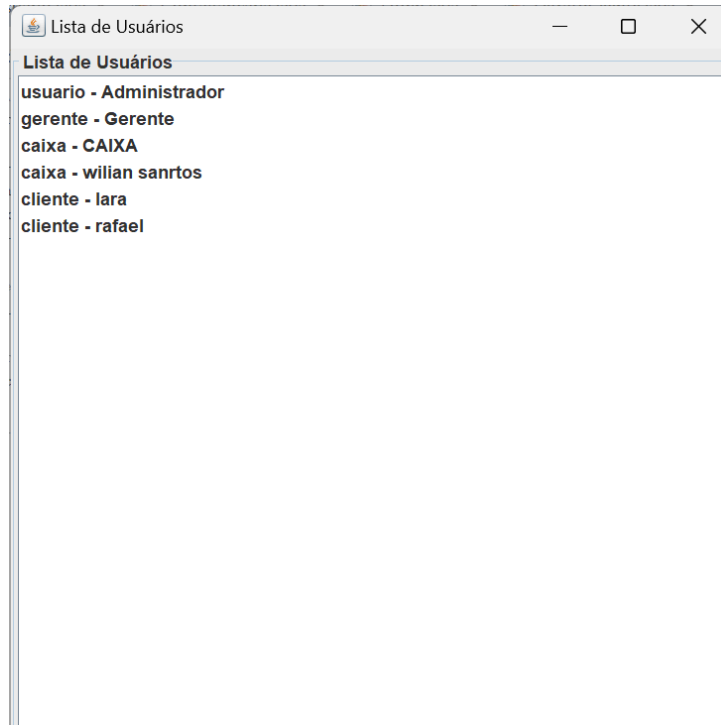 Lista de Usuários
Lista de Usuários
usuario - Administrador
gerente - Gerente
caixa - CAIXA
caixa - wilian sanrtos
cliente - lara
cliente - rafael